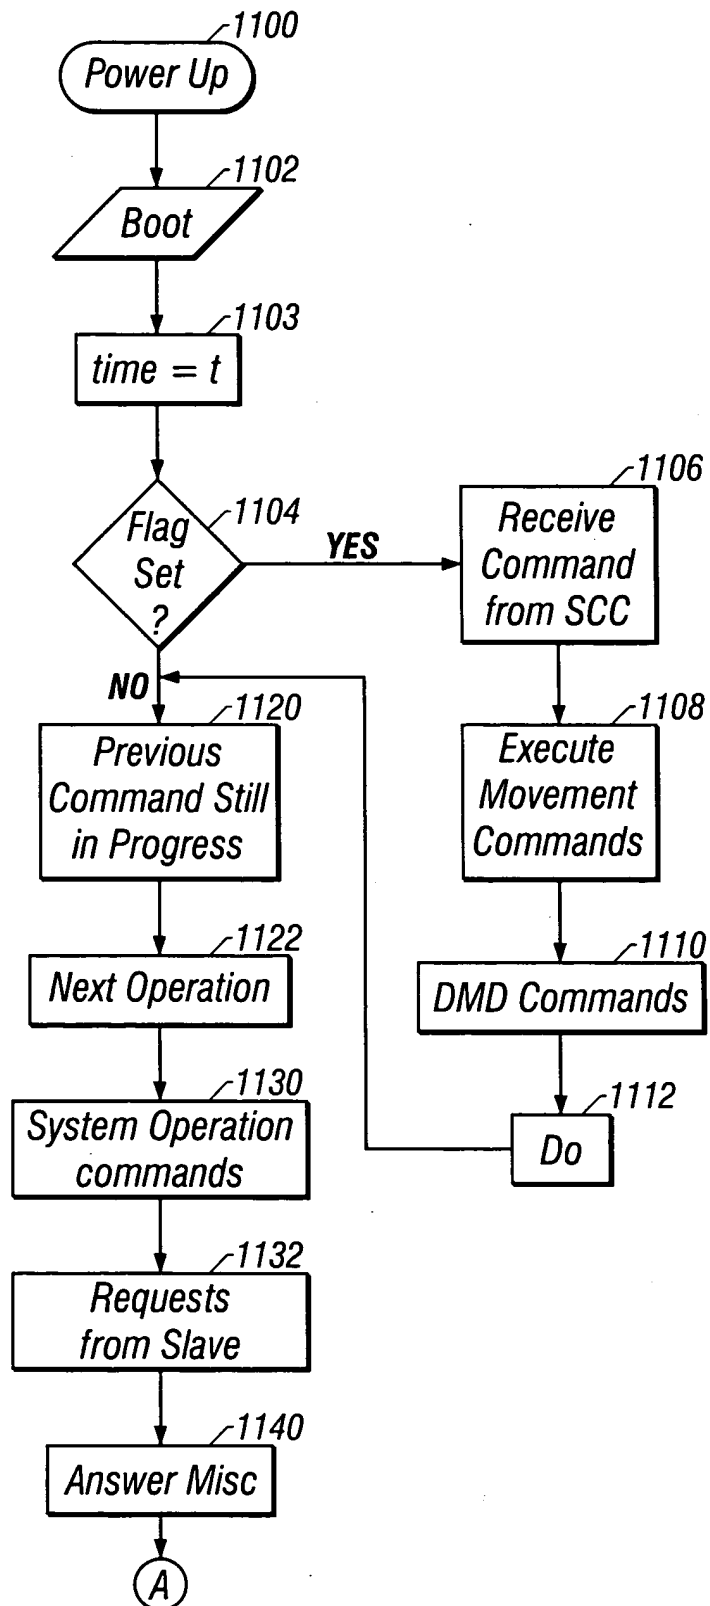 1100
Power Up
1102
Boot
1103
time = t
1104
Flag
Set
?
YES
NO
1106
Receive
Command
from SCC
1108
Execute
Movement
Commands
1110
DMD Commands
1112
Do
1120
Previous
Command Still
in Progress
1122
Next Operation
1130
System Operation
commands
1132
Requests
from Slave
1140
Answer Misc
A